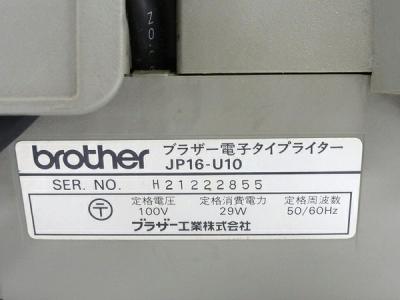 NO.
brother ブラザー電子タイプライター
JP16-U10
SER. NO. H21222855
〒 定格電圧 定格消費電力 定格周波数
100V 29W 50/60Hz
ブラザー工業株式会社